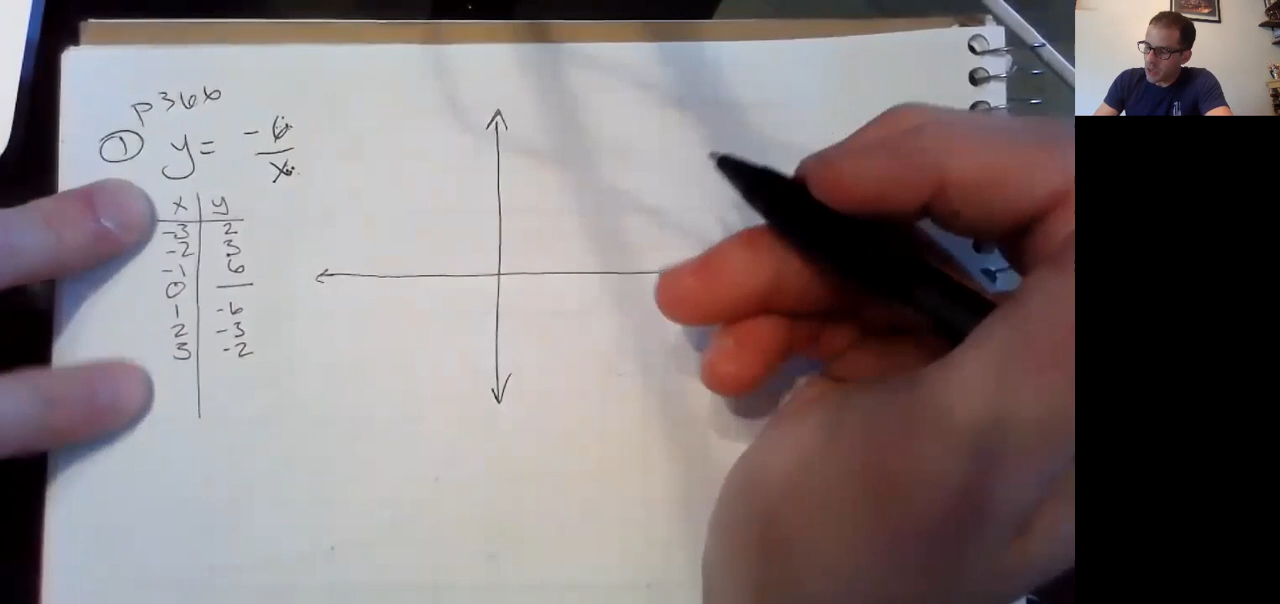 p366
① y = -6/x
x | y
-3 | 2
-2 | 3
-1 | 6
0 | —
1 | -6
2 | -3
3 | -2